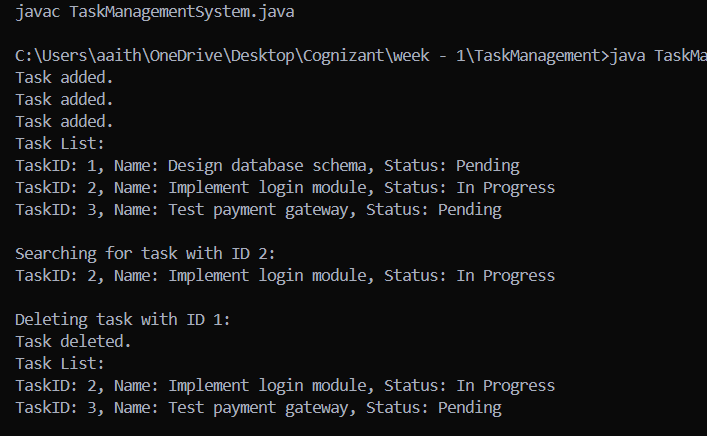 javac TaskManagementSystem.java
C:\Users\aaith\OneDrive\Desktop\Cognizant\week - 1\TaskManagement>java TaskMa
Task added.
Task added.
Task added.
Task List:
TaskID: 1, Name: Design database schema, Status: Pending
TaskID: 2, Name: Implement login module, Status: In Progress
TaskID: 3, Name: Test payment gateway, Status: Pending
Searching for task with ID 2:
TaskID: 2, Name: Implement login module, Status: In Progress
Deleting task with ID 1:
Task deleted.
Task List:
TaskID: 2, Name: Implement login module, Status: In Progress
TaskID: 3, Name: Test payment gateway, Status: Pending